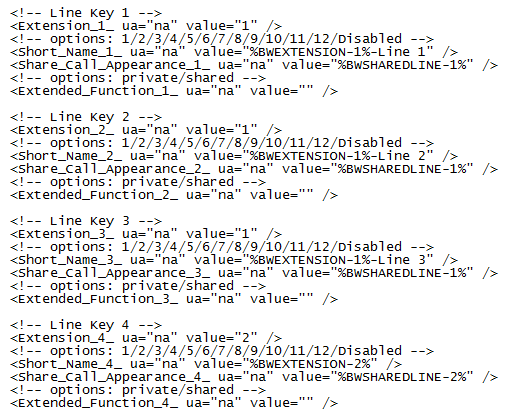 <!-- Line Key 1 -->
<Extension_1_ ua="na" value="1" />
<!-- options: 1/2/3/4/5/6/7/8/9/10/11/12/Disabled -->
<Short_Name_1_ ua="na" value="%BWEXTENSION-1%-Line 1" />
<Share_Call_Appearance_1_ ua="na" value="%BWSHAREDLINE-1%" />
<!-- options: private/shared -->
<Extended_Function_1_ ua="na" value="" />

<!-- Line Key 2 -->
<Extension_2_ ua="na" value="1" />
<!-- options: 1/2/3/4/5/6/7/8/9/10/11/12/Disabled -->
<Short_Name_2_ ua="na" value="%BWEXTENSION-1%-Line 2" />
<Share_Call_Appearance_2_ ua="na" value="%BWSHAREDLINE-1%" />
<!-- options: private/shared -->
<Extended_Function_2_ ua="na" value="" />

<!-- Line Key 3 -->
<Extension_3_ ua="na" value="1" />
<!-- options: 1/2/3/4/5/6/7/8/9/10/11/12/Disabled -->
<Short_Name_3_ ua="na" value="%BWEXTENSION-1%-Line 3" />
<Share_Call_Appearance_3_ ua="na" value="%BWSHAREDLINE-1%" />
<!-- options: private/shared -->
<Extended_Function_3_ ua="na" value="" />

<!-- Line Key 4 -->
<Extension_4_ ua="na" value="2" />
<!-- options: 1/2/3/4/5/6/7/8/9/10/11/12/Disabled -->
<Short_Name_4_ ua="na" value="%BWEXTENSION-2%" />
<Share_Call_Appearance_4_ ua="na" value="%BWSHAREDLINE-2%" />
<!-- options: private/shared -->
<Extended_Function_4_ ua="na" value="" />